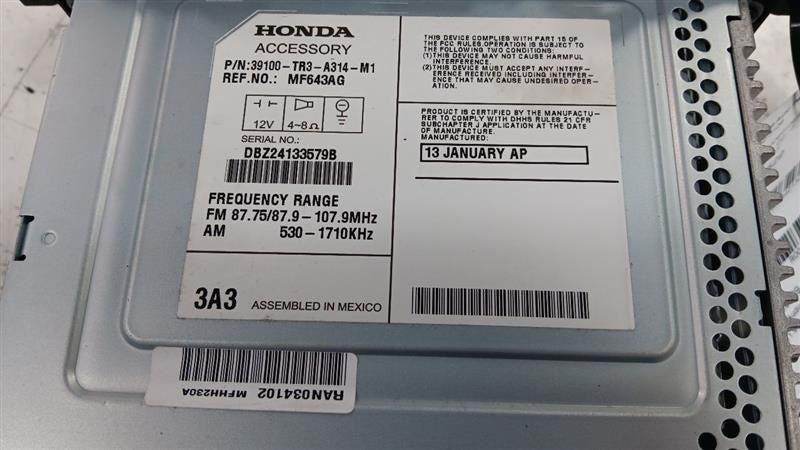 HONDA
ACCESSORY
P/N:39100-TR3-A314-M1
REF.NO.: MF643AG
12V 4~8Ω
SERIAL NO.:
DBZ24133579B
FREQUENCY RANGE
FM 87.75/87.9-107.9MHz
AM 530-1710KHz
3A3 ASSEMBLED IN MEXICO
THIS DEVICE COMPLIES WITH PART 15 OF
THE FCC RULES.OPERATION IS SUBJECT TO
THE FOLLOWING TWO CONDITIONS:
(1)THIS DEVICE MAY NOT CAUSE HARMFUL
INTERFERENCE.
(2)THIS DEVICE MUST ACCEPT ANY INTERF-
ERENCE RECEIVED INCLUDING INTERFER-
ENCE THAT MAY CAUSE UNDESIRED OPER-
ATION.
PRODUCT IS CERTIFIED BY THE MANUFACTU-
RER TO COMPLY WITH DHHS RULES 21 CFR
SUBCHAPTER J APPLICATION AT THE DATE
OF MANUFACTURE.
MANUFACTURED:
13 JANUARY AP
RAN034102
MFHH230A